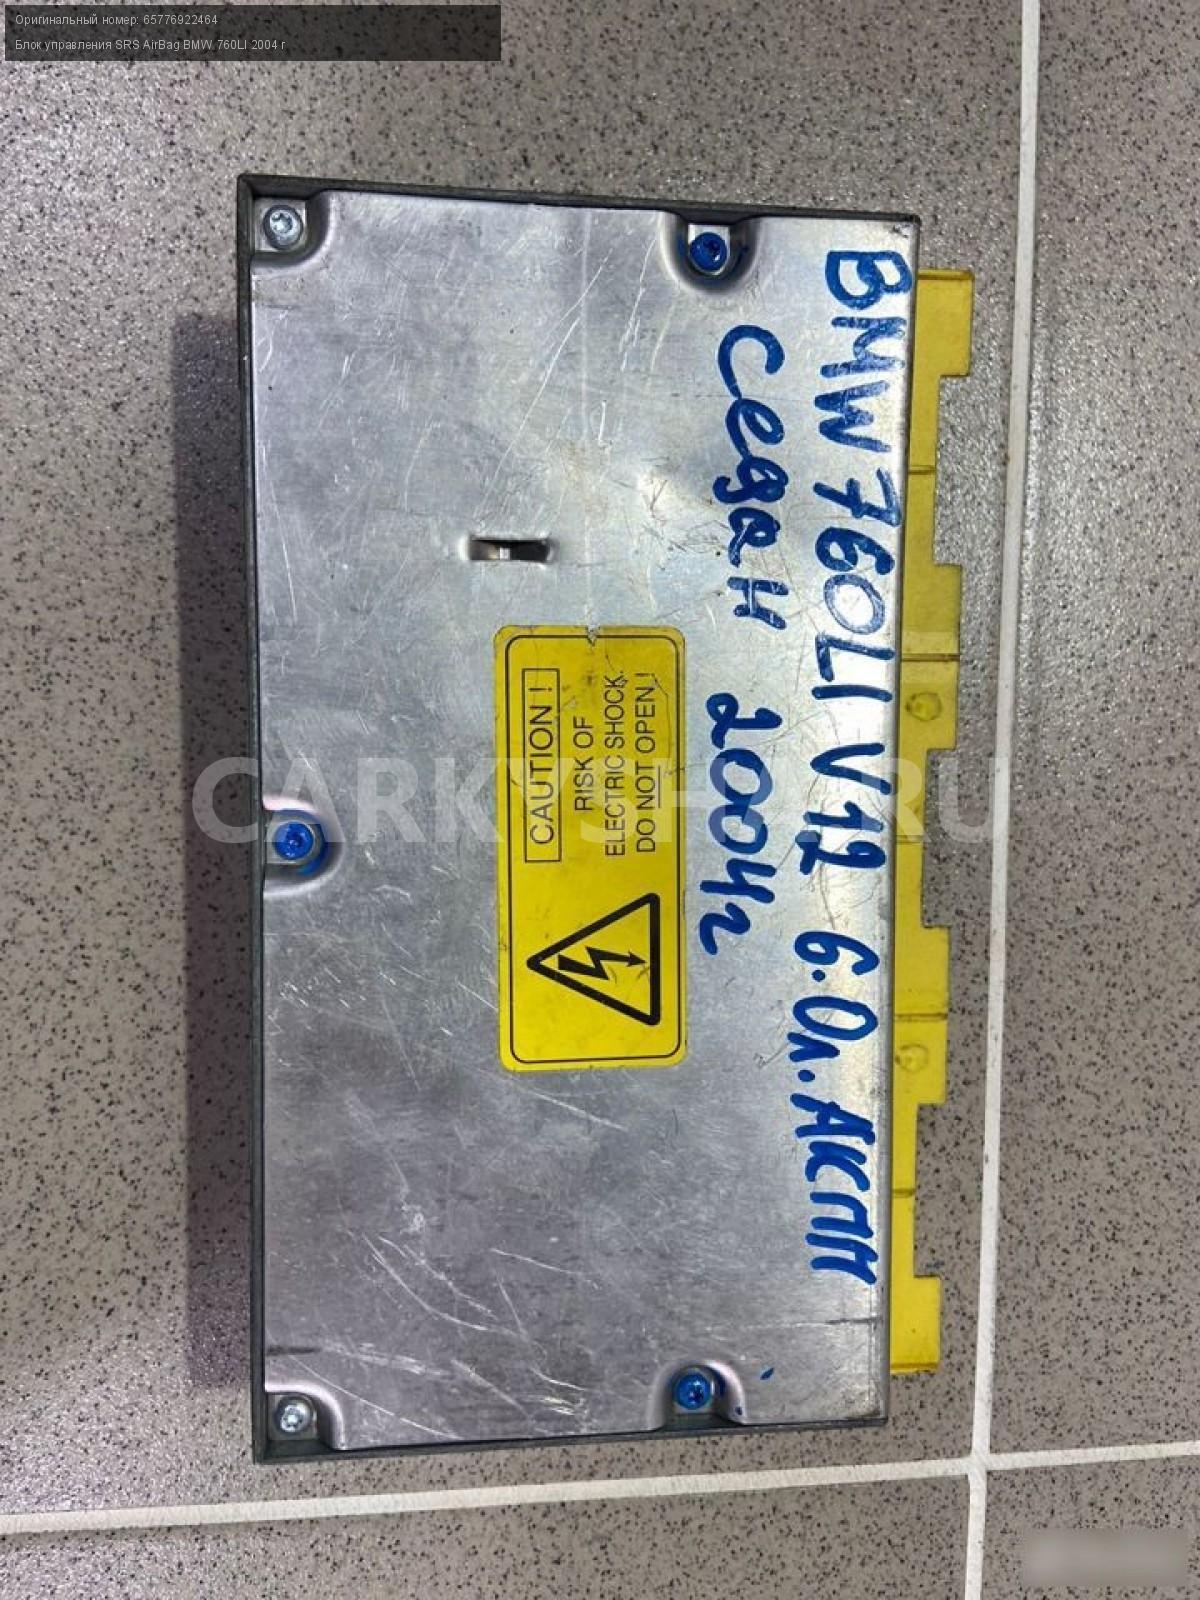 Оригинальный номер: 65776922464
Блок управления SRS AirBag BMW 760LI 2004 г
BMW 760LI V12 6.0л. АКПП
Седан 2004г
CAUTION !
RISK OF
ELECTRIC SHOCK.
DO NOT OPEN !